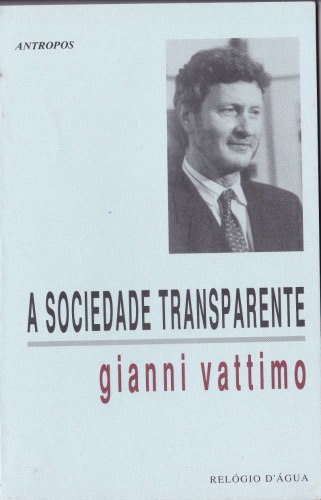 ANTROPOS
A SOCIEDADE TRANSPARENTE
gianni vattimo
RELÓGIO D'ÁGUA